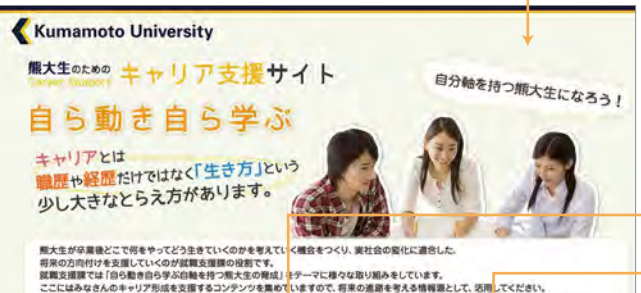 Kumamoto University
熊大生のための キャリア支援サイト
Career Support
自分軸を持つ熊大生になろう！
自ら動き自ら学ぶ
キャリアとは
職歴や経歴だけではなく「生き方」という
少し大きなとらえ方があります。
熊大生が卒業後どこで何をやってどう生きていくのかを考えていく機会をつくり、実社会の変化に適合した、
将来の方向付けを支援していくのが就職支援課の役割です。
就職支援課では「自ら動き自ら学ぶ自軸を持つ熊大生の育成」をテーマに様々な取り組みをしています。
ここにはみなさんのキャリア形成を支援するコンテンツを集めていますので、将来の進路を考える情報源として、活用してください。